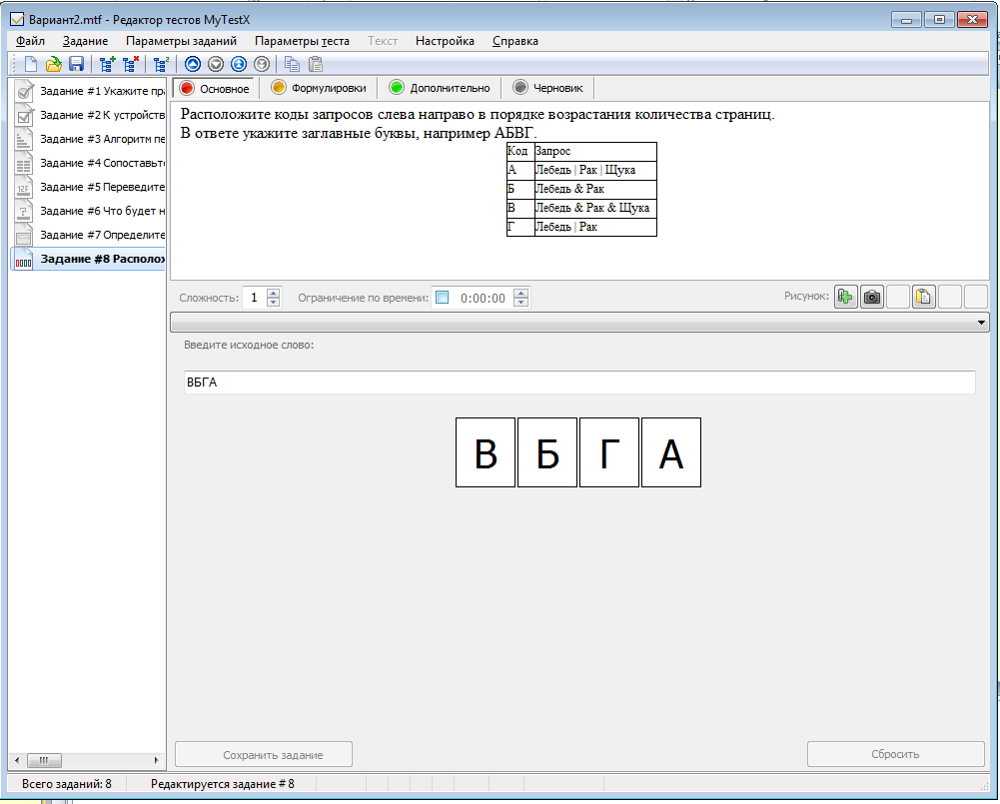 Вариант2.mtf - Редактор тестов MyTestX
Файл Задание Параметры заданий Параметры теста Текст Настройка Справка
Задание #1 Укажите пра
Задание #2 К устройств
Задание #3 Алгоритм пе
Задание #4 Сопоставьте
Задание #5 Переведите
Задание #6 Что будет н
Задание #7 Определите
Задание #8 Располож
Основное Формулировки Дополнительно Черновик
Расположите коды запросов слева направо в порядке возрастания количества страниц.
В ответе укажите заглавные буквы, например АБВГ.
Код Запрос
А Лебедь | Рак | Щука
Б Лебедь & Рак
В Лебедь & Рак & Щука
Г Лебедь | Рак
Сложность: 1 Ограничение по времени: 0:00:00 Рисунок:
Введите исходное слово:
ВБГА
В Б Г А
Сохранить задание Сбросить
Всего заданий: 8 Редактируется задание # 8